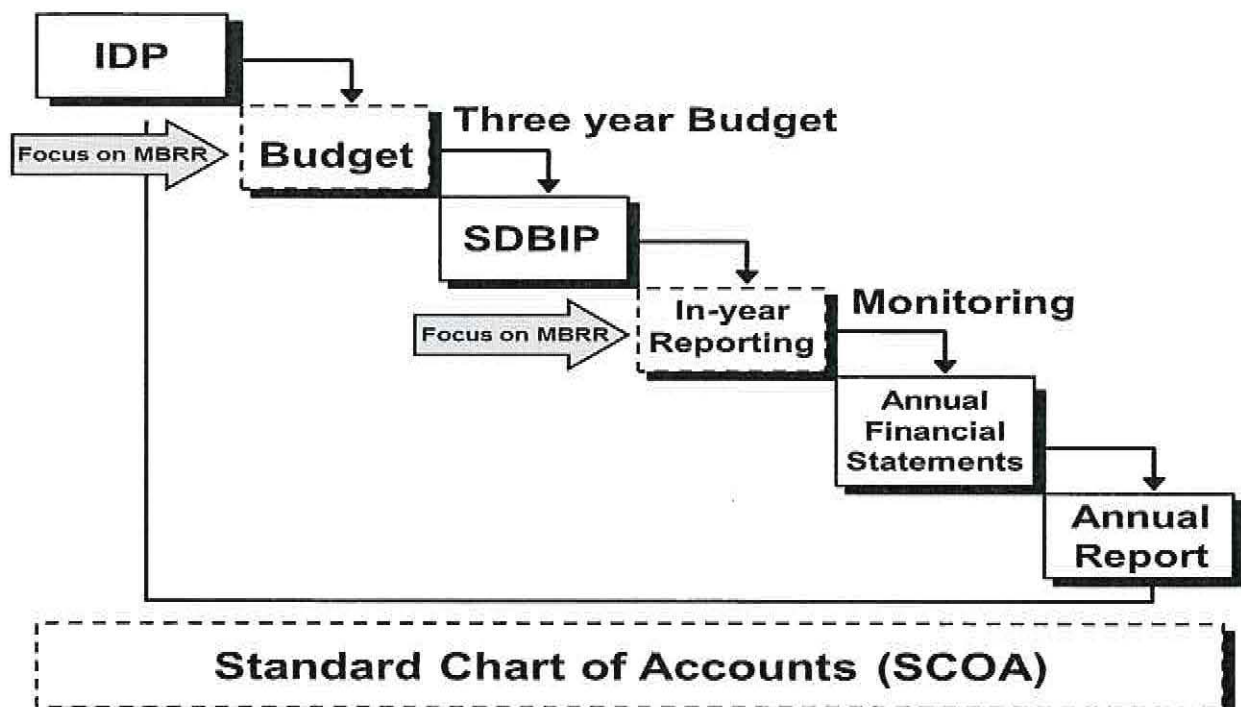 IDP
Three year Budget
Focus on MBRR
Budget
SDBIP
Monitoring
In-year
Reporting
Focus on MBRR
Annual
Financial
Statements
Annual
Report
Standard Chart of Accounts (SCOA)